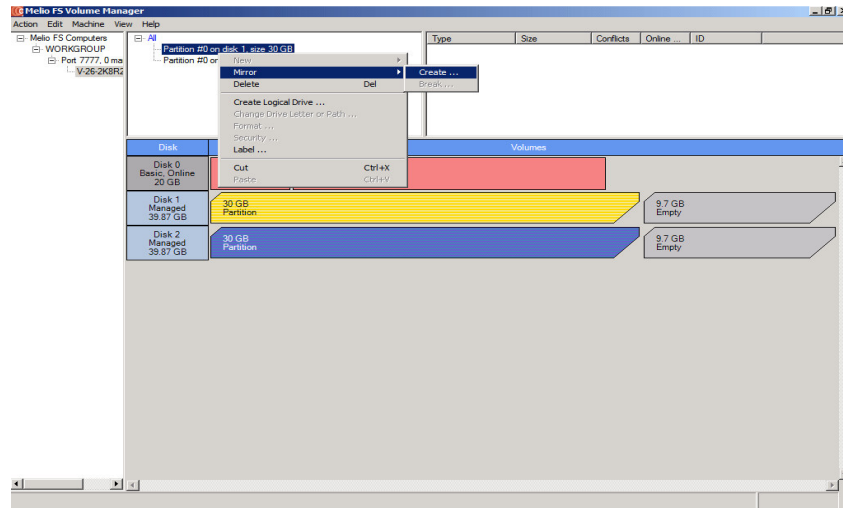 Melio FS Volume Manager
Action Edit Machine View Help
Melio FS Computers
WORKGROUP
Port 7777, 0 ma
V-26-2K8R2
All
Partition #0 on disk 1, size 30 GB
Partition #0 or
Type Size Conflicts Online ... ID
New
Mirror
Delete Del
Create Logical Drive ...
Change Drive Letter or Path ...
Format ...
Security ...
Label ...
Cut Ctrl+X
Paste Ctrl+V
Create ...
Break ...
Disk Volumes
Disk 0
Basic, Online
20 GB
Disk 1
Managed
39.87 GB
30 GB
Partition
9.7 GB
Empty
Disk 2
Managed
39.87 GB
30 GB
Partition
9.7 GB
Empty